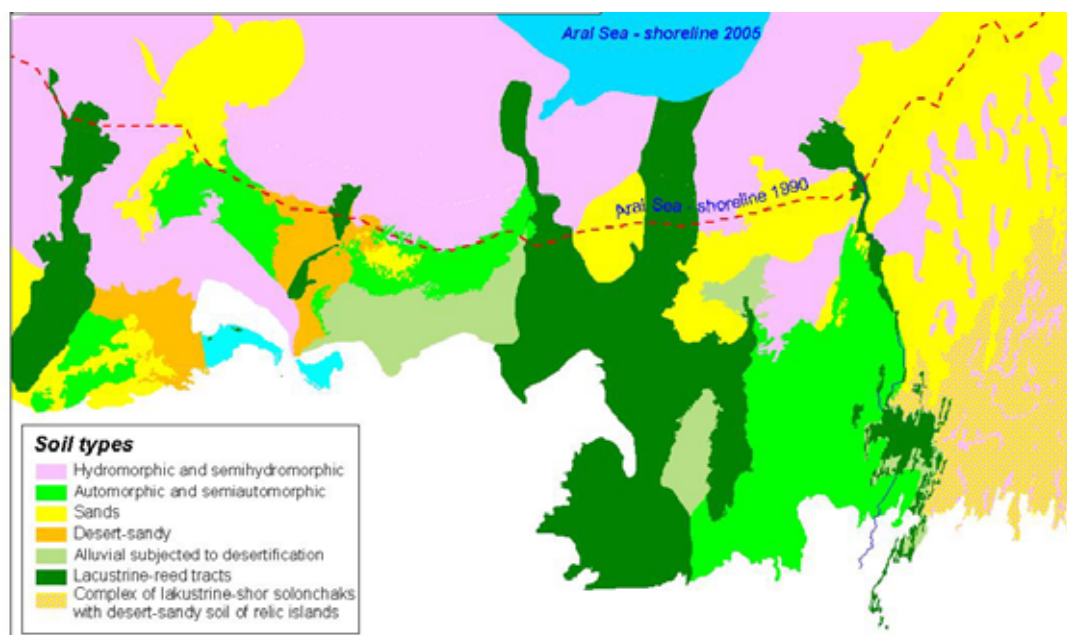 Aral Sea - shoreline 2005
Aral Sea - shoreline 1990
Soil types
Hydromorphic and semihydromorphic
Automorphic and semiautomorphic
Sands
Desert-sandy
Alluvial subjected to desertification
Lacustrine-reed tracts
Complex of lakustrine-shor solonchaks
with desert-sandy soil of relic islands